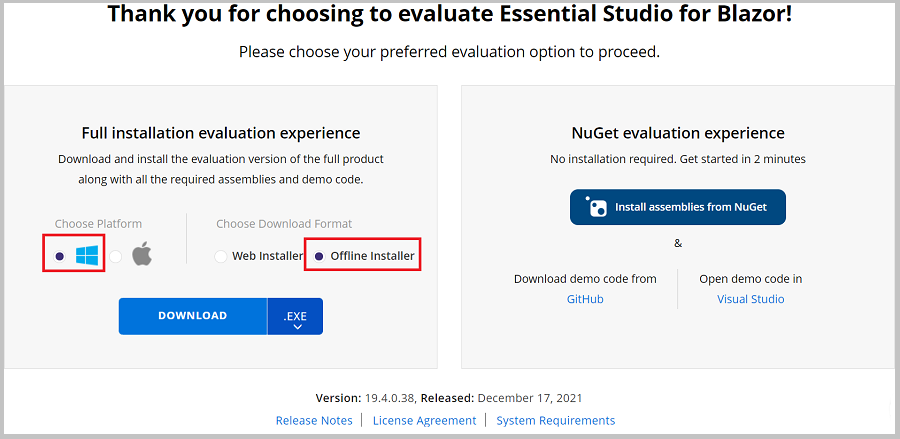 Thank you for choosing to evaluate Essential Studio for Blazor!
Please choose your preferred evaluation option to proceed.
Full installation evaluation experience
Download and install the evaluation version of the full product
along with all the required assemblies and demo code.
Choose Platform
Choose Download Format
Web Installer
Offline Installer
DOWNLOAD
.EXE
NuGet evaluation experience
No installation required. Get started in 2 minutes
Install assemblies from NuGet
&
Download demo code from
GitHub
Open demo code in
Visual Studio
Version: 19.4.0.38, Released: December 17, 2021
Release Notes
License Agreement
System Requirements